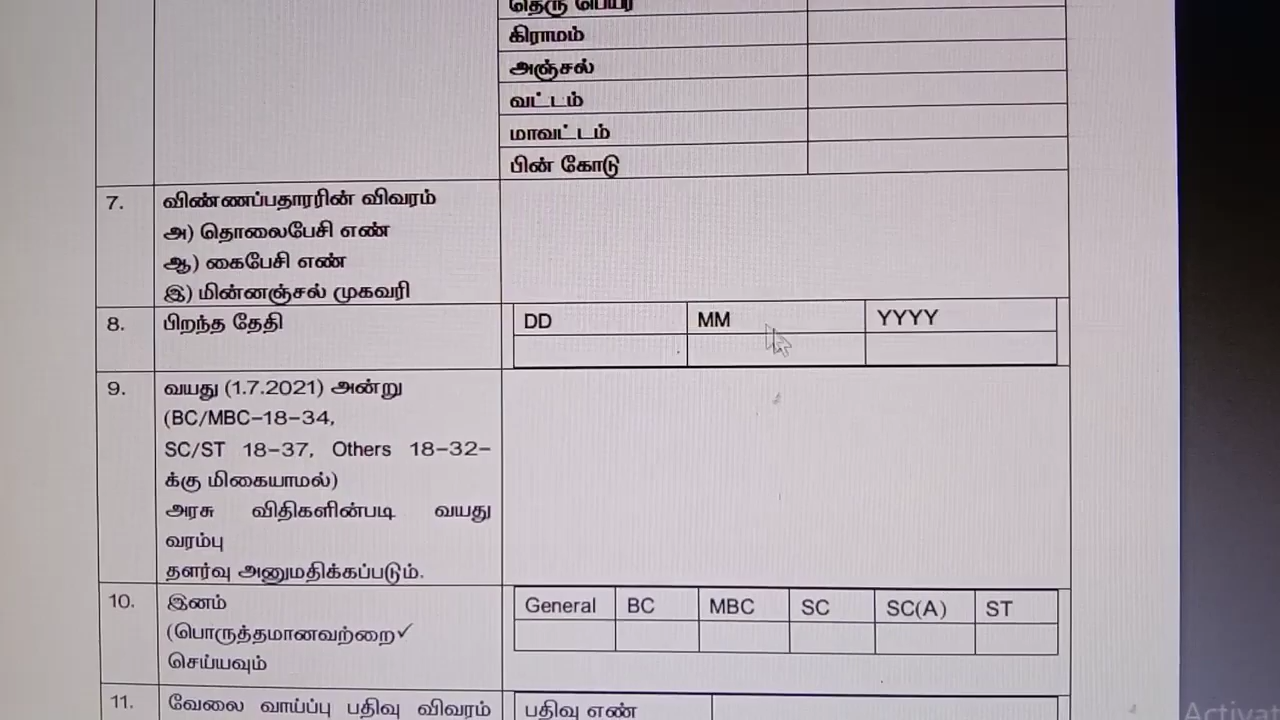 தெரு பெயர்
கிராமம்
அஞ்சல்
வட்டம்
மாவட்டம்
பின் கோடு
7. விண்ணப்பதாரரின் விவரம்
அ) தொலைபேசி எண்
ஆ) கைபேசி எண்
இ) மின்னஞ்சல் முகவரி
8. பிறந்த தேதி DD MM YYYY
9. வயது (1.7.2021) அன்று
(BC/MBC-18-34,
SC/ST 18-37, Others 18-32-
க்கு மிகையாமல்)
அரசு விதிகளின்படி வயது
வரம்பு
தளர்வு அனுமதிக்கப்படும்.
10. இனம் General BC MBC SC SC(A) ST
(பொருத்தமானவற்றை✓
செய்யவும்
11. வேலை வாய்ப்பு பதிவு விவரம் பதிவு எண்